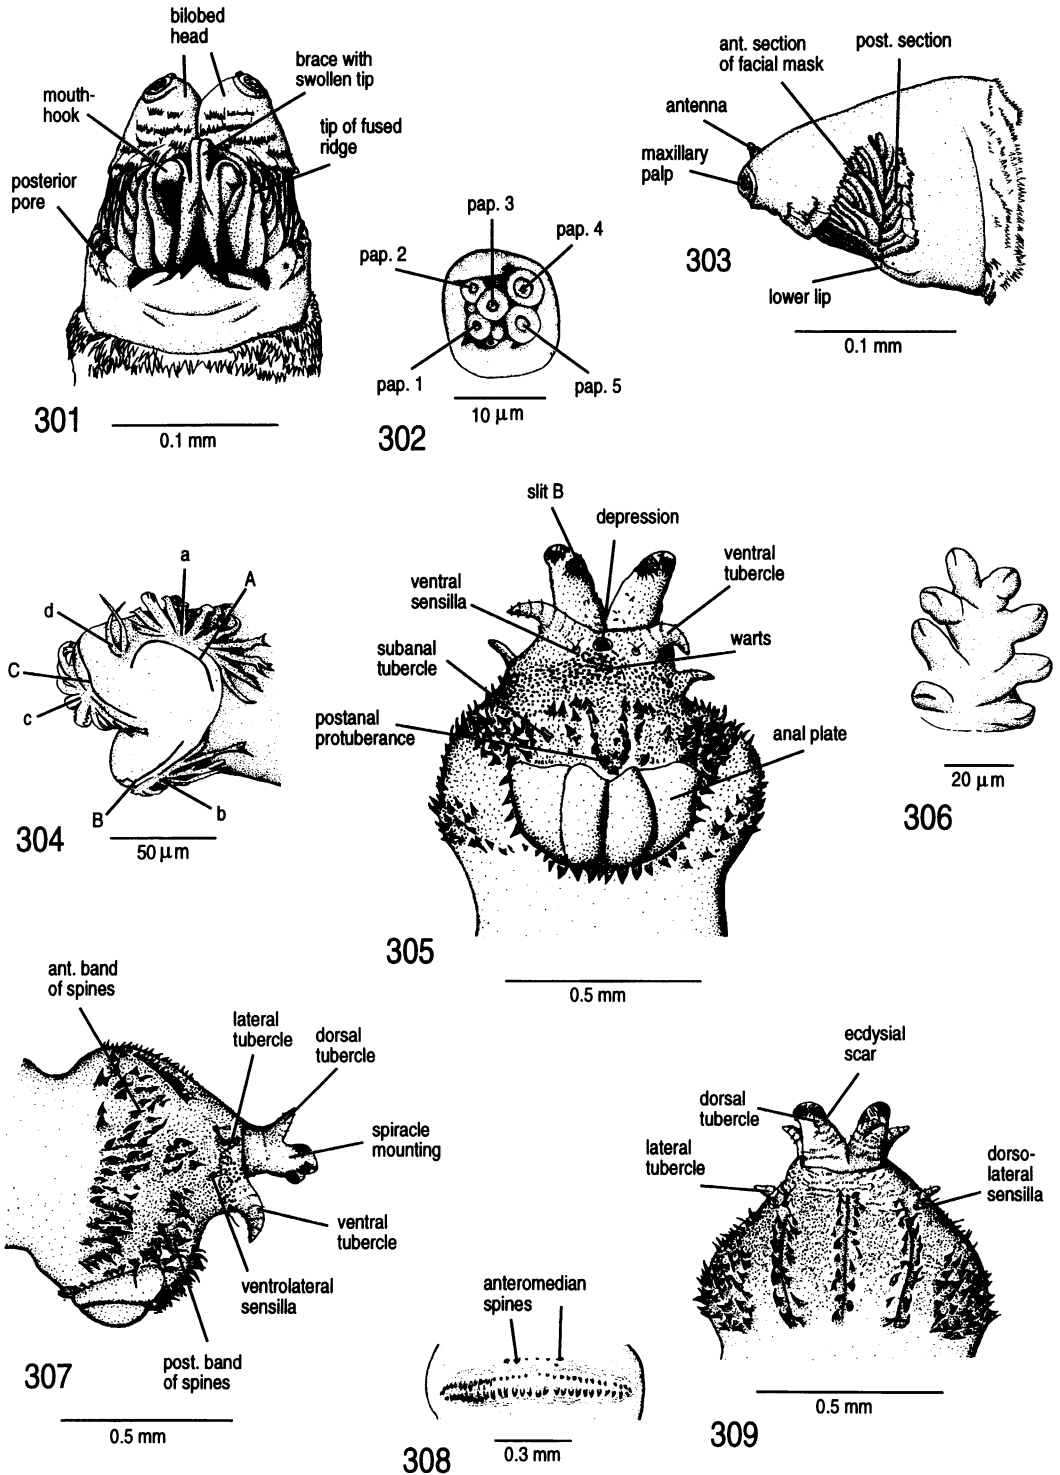 bilobed
head
brace with
swollen tip
mouth-
hook
tip of fused
ridge
posterior
pore
301
0.1 mm
pap. 3
pap. 4
pap. 2
pap. 1
pap. 5
10 μm
302
ant. section
of facial mask
post. section
antenna
maxillary
palp
303
lower lip
0.1 mm
a
A
d
C
c
B
b
304
50 μm
slit B
depression
ventral
sensilla
ventral
tubercle
subanal
tubercle
warts
postanal
protuberance
anal plate
305
0.5 mm
20 μm
306
ant. band
of spines
lateral
tubercle
dorsal
tubercle
spiracle
mounting
ventral
tubercle
ventrolateral
sensilla
post. band
of spines
307
0.5 mm
anteromedian
spines
308
0.3 mm
ecdysial
scar
dorsal
tubercle
lateral
tubercle
dorso-
lateral
sensilla
0.5 mm
309